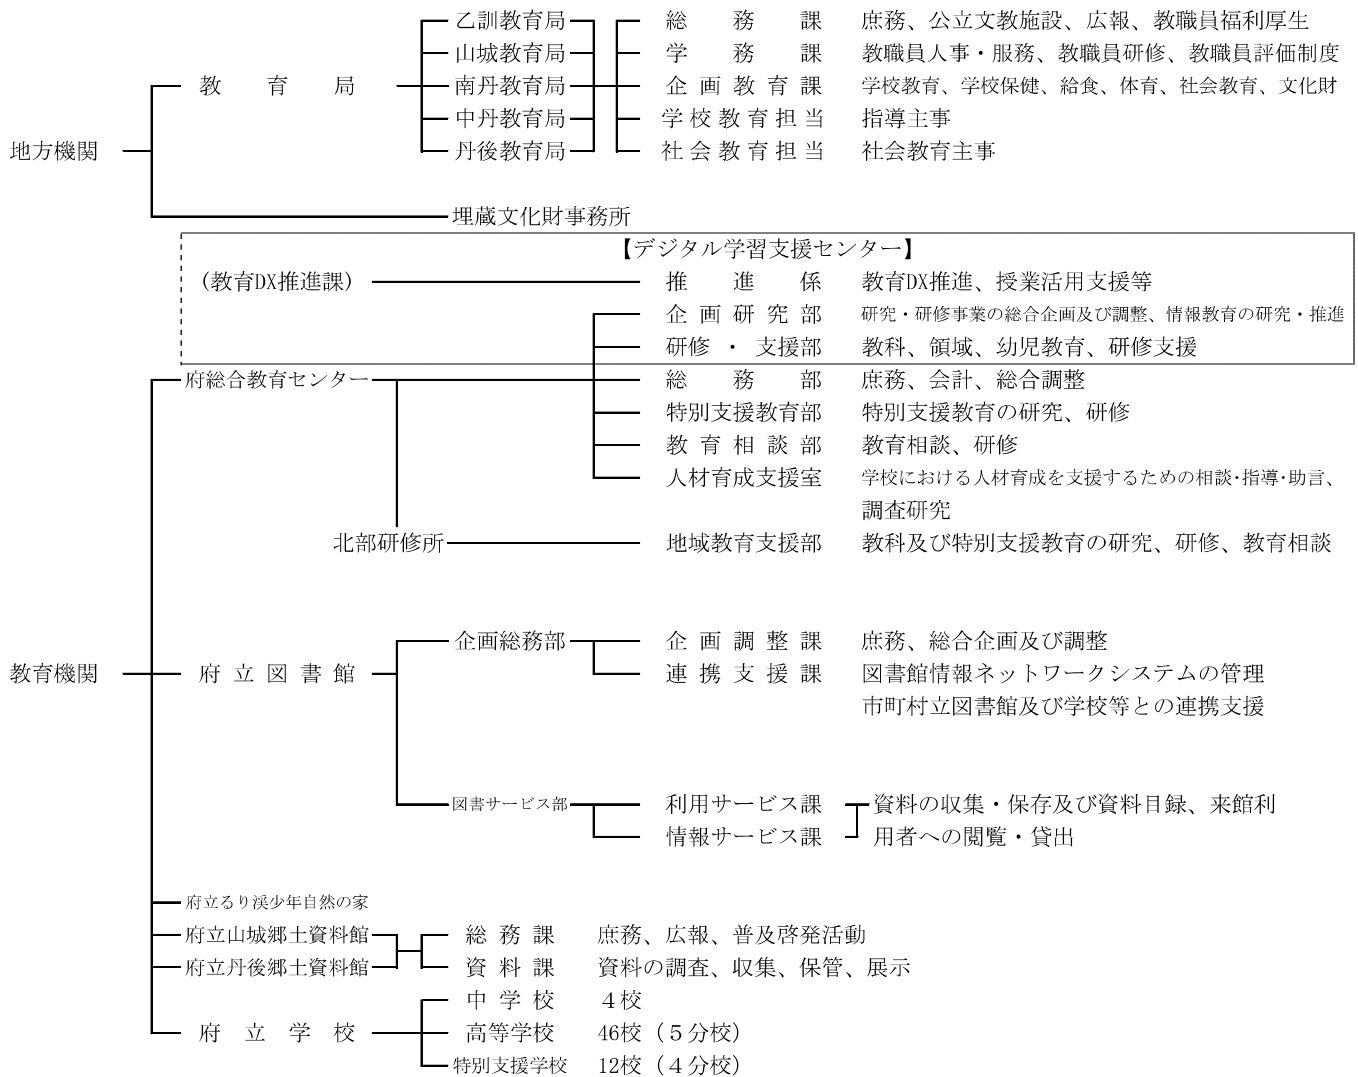 乙訓教育局 総務課 庶務、公立文教施設、広報、教職員福利厚生
山城教育局 学務課 教職員人事・服務、教職員研修、教職員評価制度
教育局 南丹教育局 企画教育課 学校教育、学校保健、給食、体育、社会教育、文化財
中丹教育局 学校教育担当 指導主事
地方機関 丹後教育局 社会教育担当 社会教育主事
埋蔵文化財事務所
【デジタル学習支援センター】
(教育DX推進課) 推進係 教育DX推進、授業活用支援等
企画研究部 研究・研修事業の総合企画及び調整、情報教育の研究・推進
研修・支援部 教科、領域、幼児教育、研修支援
府総合教育センター 総務部 庶務、会計、総合調整
特別支援教育部 特別支援教育の研究、研修
教育相談部 教育相談、研修
人材育成支援室 学校における人材育成を支援するための相談・指導・助言、
調査研究
北部研修所 地域教育支援部 教科及び特別支援教育の研究、研修、教育相談
企画総務部 企画調整課 庶務、総合企画及び調整
教育機関 府立図書館 連携支援課 図書館情報ネットワークシステムの管理
市町村立図書館及び学校等との連携支援
図書サービス部 利用サービス課 資料の収集・保存及び資料目録、来館利
情報サービス課 用者への閲覧・貸出
府立るり渓少年自然の家
府立山城郷土資料館 総務課 庶務、広報、普及啓発活動
府立丹後郷土資料館 資料課 資料の調査、収集、保管、展示
中学校 4校
府立学校 高等学校 46校（5分校）
特別支援学校 12校（4分校）